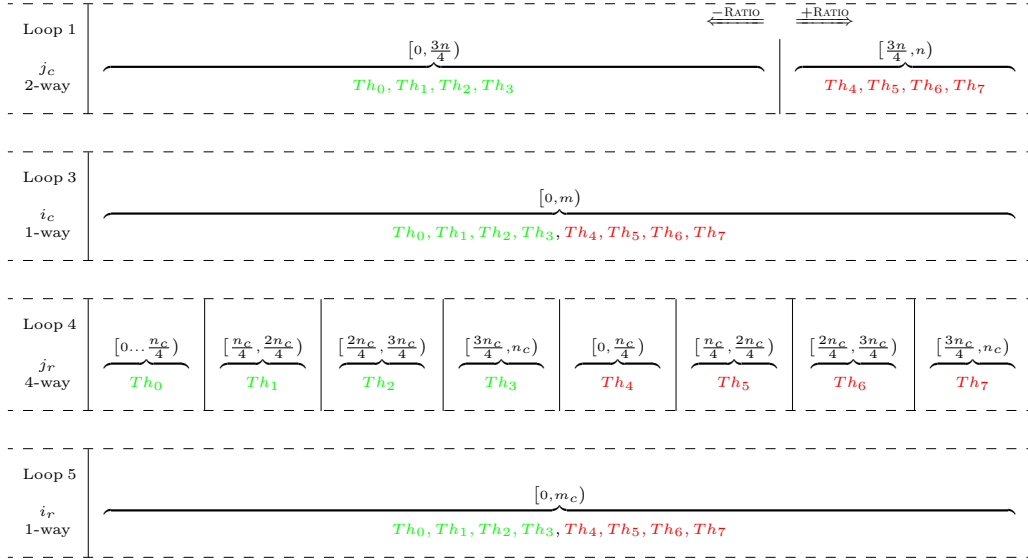 −RATIO +RATIO
Loop 1
[0, 3n/4) [3n/4, n)
j_c
2-way
Th_0, Th_1, Th_2, Th_3 Th_4, Th_5, Th_6, Th_7
Loop 3
[0, m)
i_c
1-way
Th_0, Th_1, Th_2, Th_3, Th_4, Th_5, Th_6, Th_7
Loop 4
[0... n_c/4) [n_c/4, 2n_c/4) [2n_c/4, 3n_c/4) [3n_c/4, n_c) [0, n_c/4) [n_c/4, 2n_c/4) [2n_c/4, 3n_c/4) [3n_c/4, n_c)
j_r
4-way
Th_0 Th_1 Th_2 Th_3 Th_4 Th_5 Th_6 Th_7
Loop 5
[0, m_c)
i_r
1-way
Th_0, Th_1, Th_2, Th_3, Th_4, Th_5, Th_6, Th_7